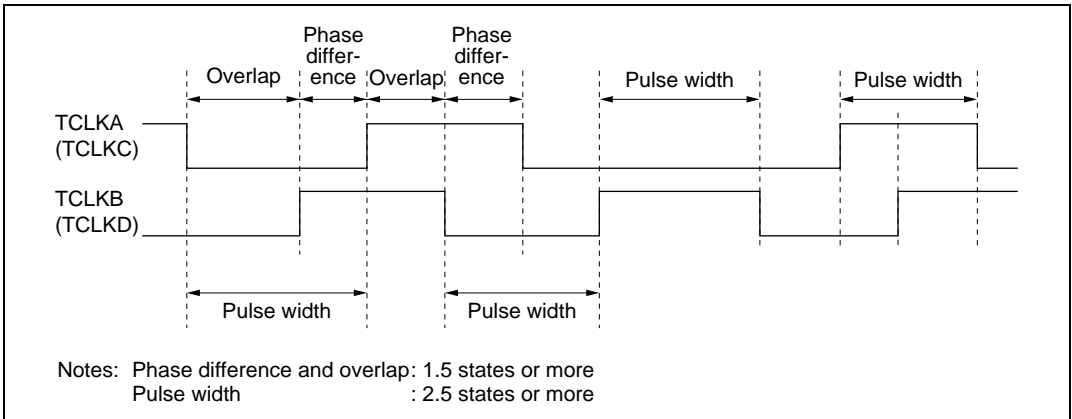 Phase
differ-
ence
Phase
differ-
ence
Overlap
Overlap
Pulse width
Pulse width
TCLKA
(TCLKC)
TCLKB
(TCLKD)
Pulse width
Pulse width
Notes: Phase difference and overlap: 1.5 states or more
Pulse width : 2.5 states or more